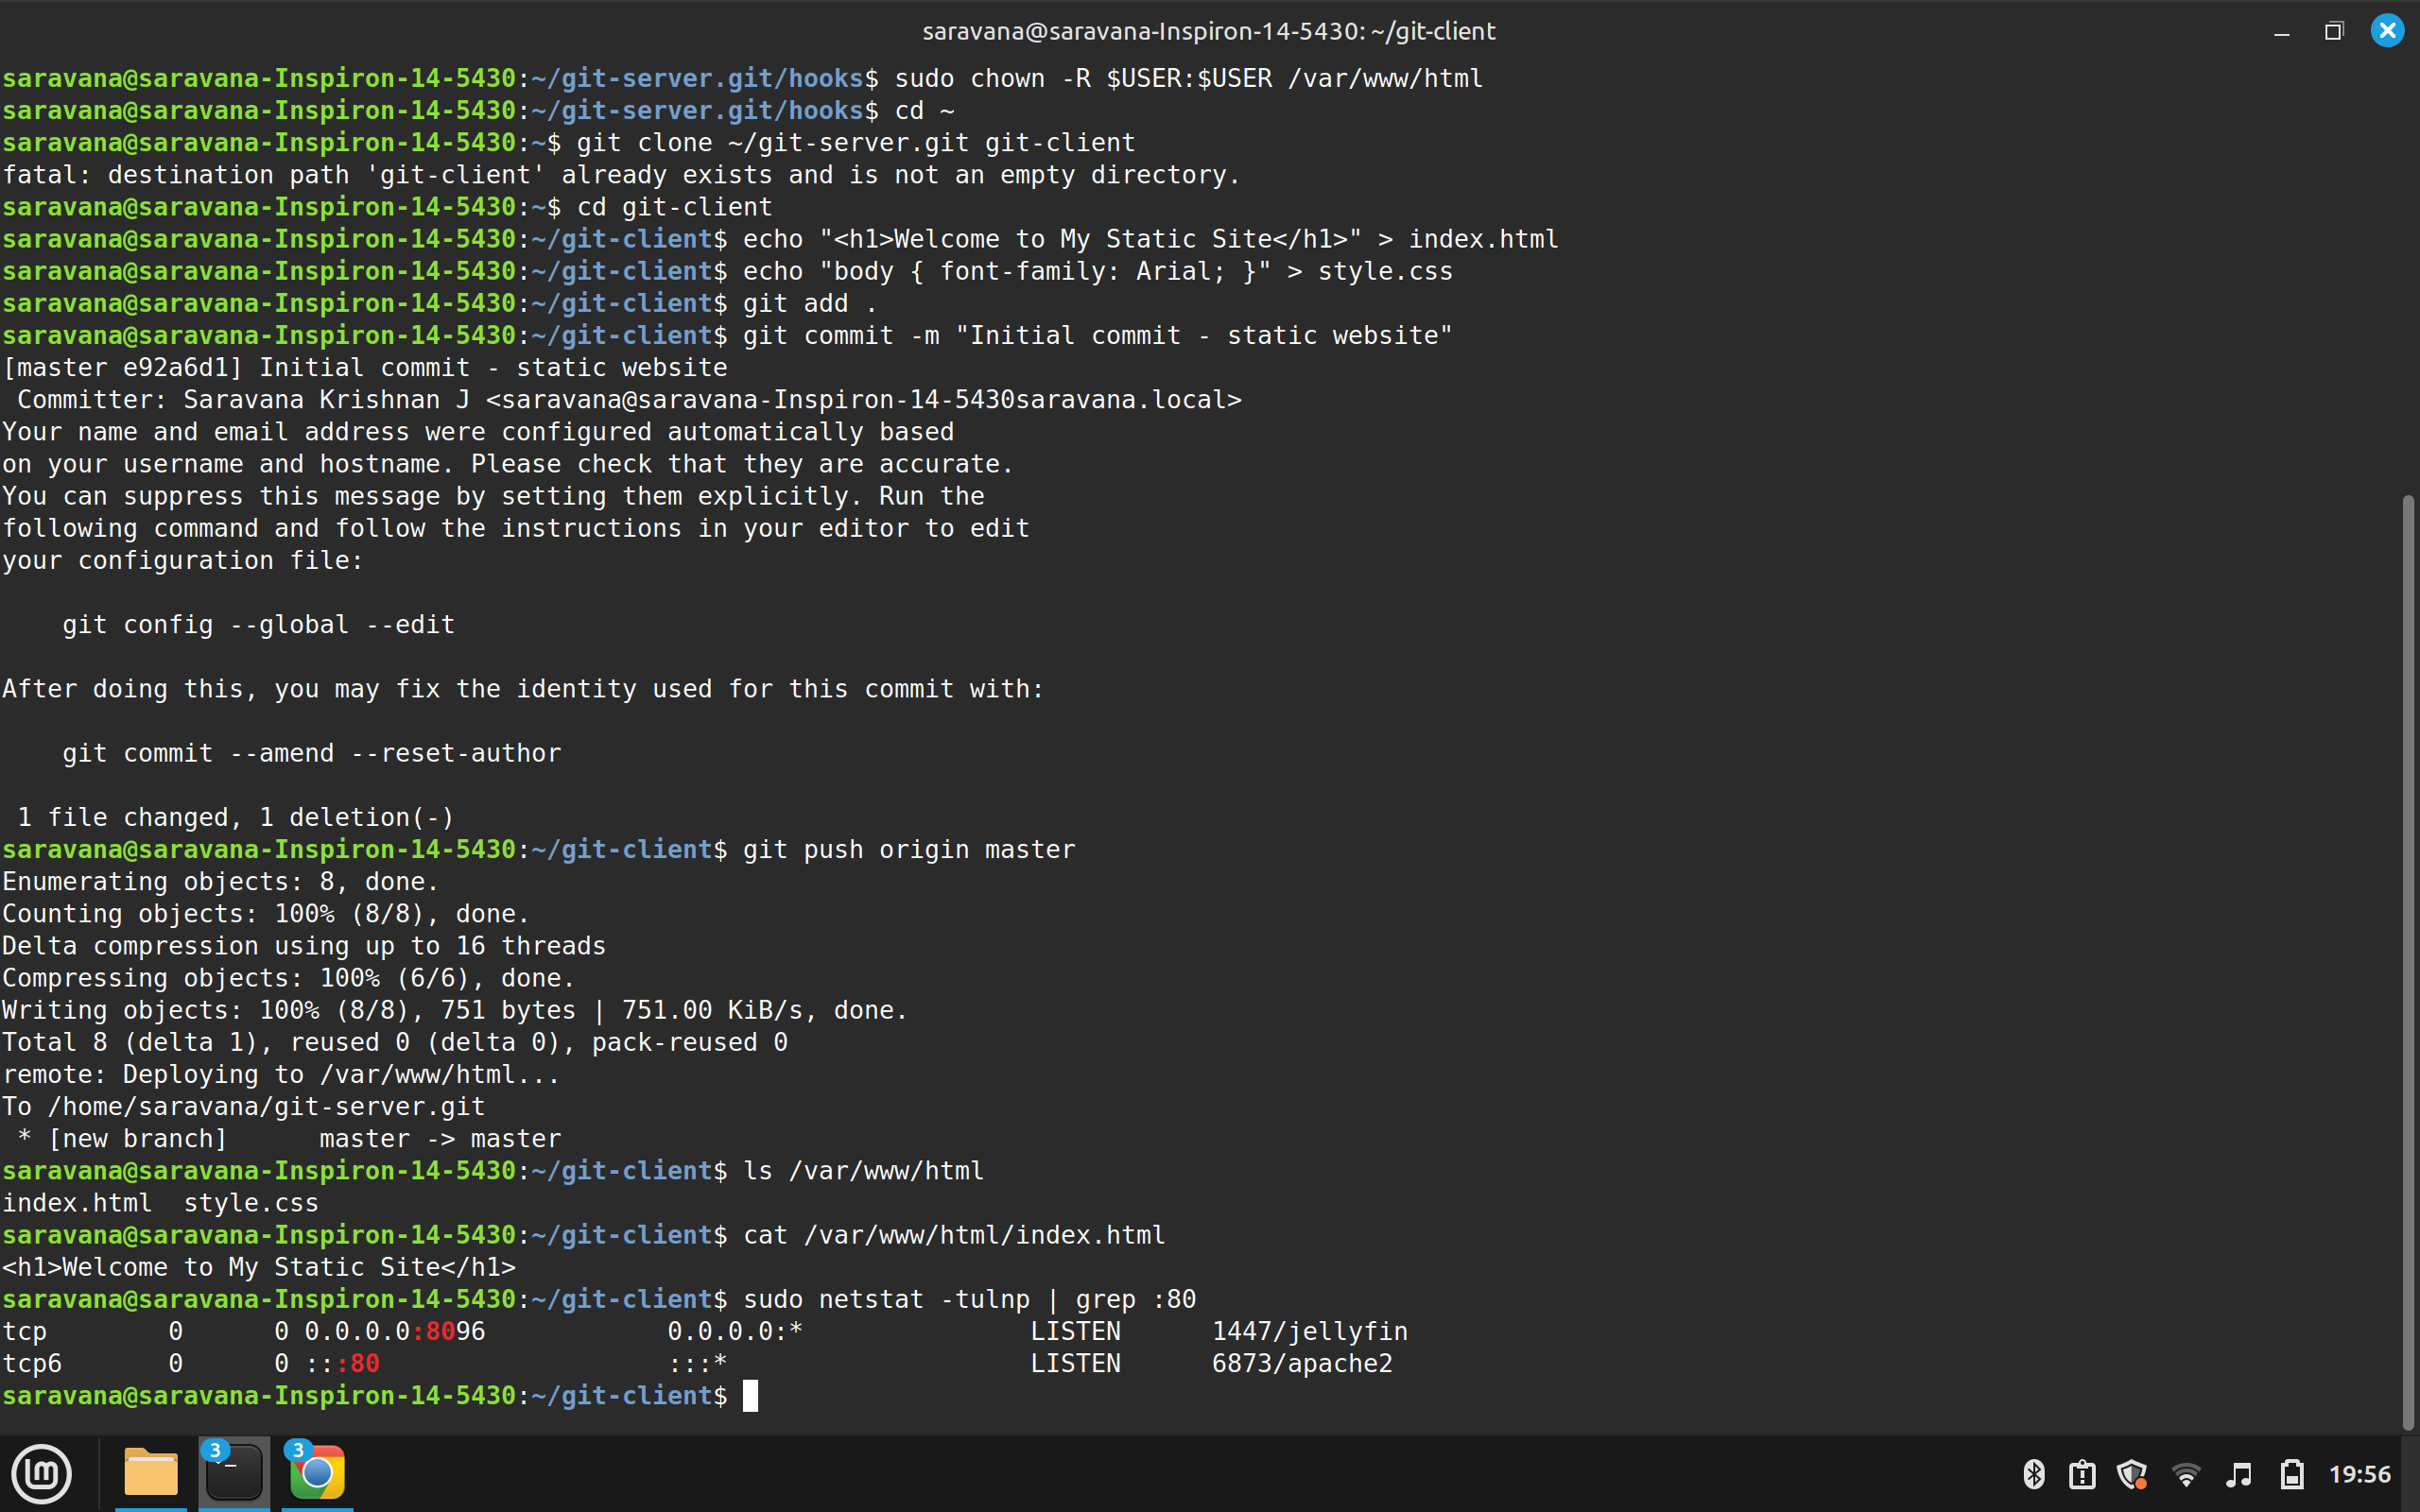 saravana@saravana-Inspiron-14-5430: ~/git-client
saravana@saravana-Inspiron-14-5430:~/git-server.git/hooks$ sudo chown -R $USER:$USER /var/www/html
saravana@saravana-Inspiron-14-5430:~/git-server.git/hooks$ cd ~
saravana@saravana-Inspiron-14-5430:~$ git clone ~/git-server.git git-client
fatal: destination path 'git-client' already exists and is not an empty directory.
saravana@saravana-Inspiron-14-5430:~$ cd git-client
saravana@saravana-Inspiron-14-5430:~/git-client$ echo "<h1>Welcome to My Static Site</h1>" > index.html
saravana@saravana-Inspiron-14-5430:~/git-client$ echo "body { font-family: Arial; }" > style.css
saravana@saravana-Inspiron-14-5430:~/git-client$ git add .
saravana@saravana-Inspiron-14-5430:~/git-client$ git commit -m "Initial commit - static website"
[master e92a6d1] Initial commit - static website
 Committer: Saravana Krishnan J <saravana@saravana-Inspiron-14-5430saravana.local>
Your name and email address were configured automatically based
on your username and hostname. Please check that they are accurate.
You can suppress this message by setting them explicitly. Run the
following command and follow the instructions in your editor to edit
your configuration file:
    git config --global --edit
After doing this, you may fix the identity used for this commit with:
    git commit --amend --reset-author
 1 file changed, 1 deletion(-)
saravana@saravana-Inspiron-14-5430:~/git-client$ git push origin master
Enumerating objects: 8, done.
Counting objects: 100% (8/8), done.
Delta compression using up to 16 threads
Compressing objects: 100% (6/6), done.
Writing objects: 100% (8/8), 751 bytes | 751.00 KiB/s, done.
Total 8 (delta 1), reused 0 (delta 0), pack-reused 0
remote: Deploying to /var/www/html...
To /home/saravana/git-server.git
 * [new branch]      master -> master
saravana@saravana-Inspiron-14-5430:~/git-client$ ls /var/www/html
index.html  style.css
saravana@saravana-Inspiron-14-5430:~/git-client$ cat /var/www/html/index.html
<h1>Welcome to My Static Site</h1>
saravana@saravana-Inspiron-14-5430:~/git-client$ sudo netstat -tulnp | grep :80
tcp        0      0 0.0.0.0:8096            0.0.0.0:*               LISTEN      1447/jellyfin
tcp6       0      0 :::80                   :::*                    LISTEN      6873/apache2
saravana@saravana-Inspiron-14-5430:~/git-client$
3 3 19:56